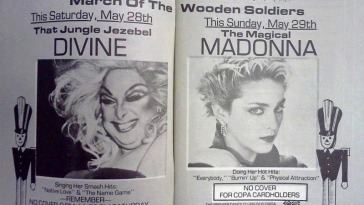 March Of The Wooden Soldiers
This Saturday, May 28th
That Jungle Jezebel
DIVINE
Singing Her Smash Hits:
"Native Love" & "The Name Game"
—REMEMBER—
This Sunday, May 29th
The Magical
MADONNA
Doing Her Hot Hits:
"Everybody," "Burnin' Up" & "Physical Attraction"
NO COVER
FOR COPA CARDHOLDERS